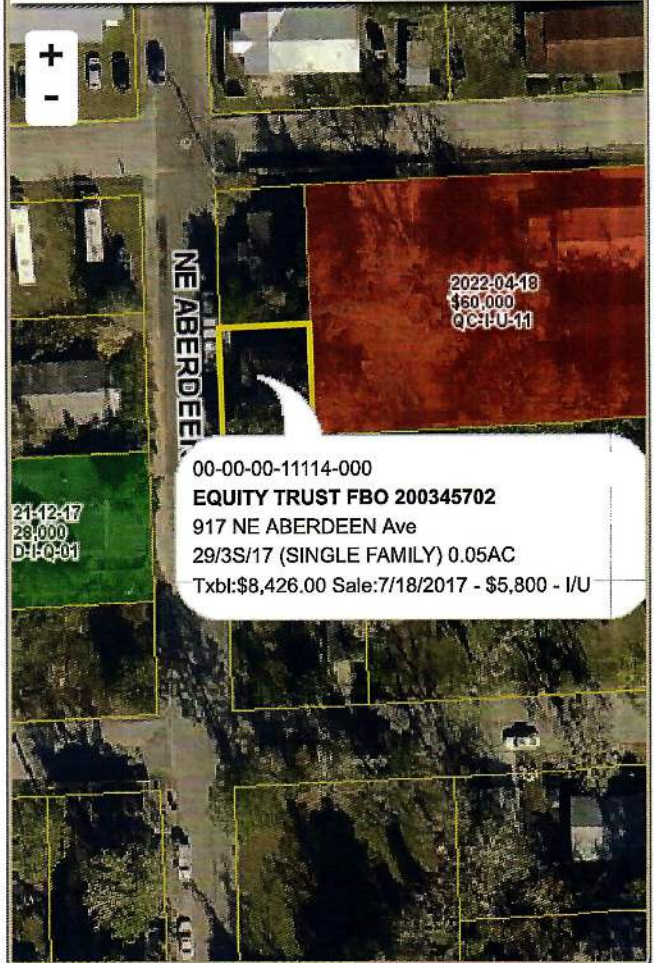 +
-
NE ABERDEEN
2022-04-18
$60,000
QC-I-U-11
00-00-00-11114-000
EQUITY TRUST FBO 200345702
917 NE ABERDEEN Ave
29/3S/17 (SINGLE FAMILY) 0.05AC
Txbl:$8,426.00 Sale:7/18/2017 - $5,800 - I/U
21-12-17
28,000
D-I-Q-01